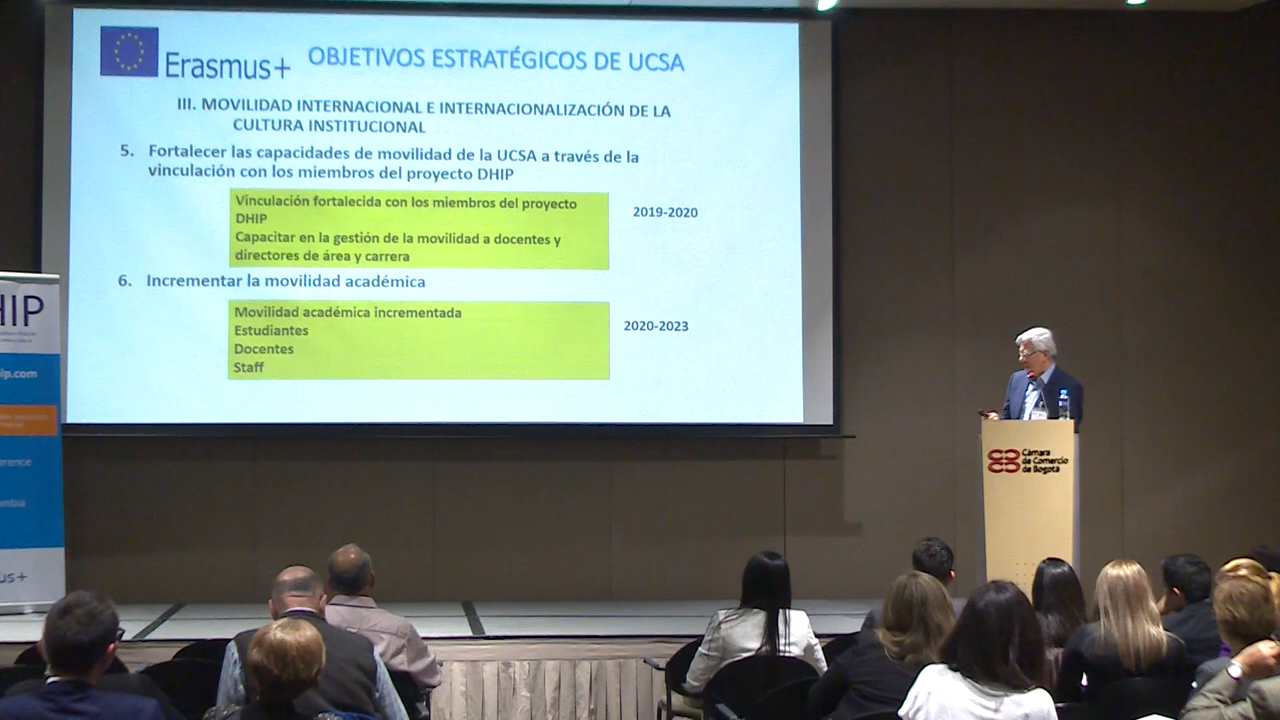 Erasmus+
OBJETIVOS ESTRATÉGICOS DE UCSA
III. MOVILIDAD INTERNACIONAL E INTERNACIONALIZACIÓN DE LA
CULTURA INSTITUCIONAL
5. Fortalecer las capacidades de movilidad de la UCSA a través de la
vinculación con los miembros del proyecto DHIP
Vinculación fortalecida con los miembros del proyecto
DHIP
Capacitar en la gestión de la movilidad a docentes y
directores de área y carrera
2019-2020
6. Incrementar la movilidad académica
Movilidad académica incrementada
Estudiantes
Docentes
Staff
2020-2023
HIP
ip.com
erence
mbia
us+
Cámara
de Comercio
de Bogotá